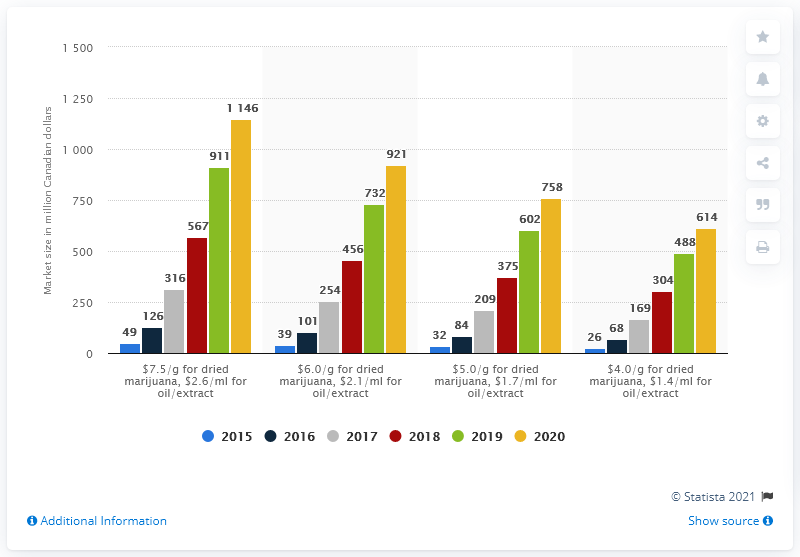 1 500
1 250
1 000
750
500
250
0
Market size in million Canadian dollars
49
126
316
567
911
1 146
39
101
254
456
732
921
32
84
209
375
602
758
26
68
169
304
488
614
$7.5/g for dried
marijuana, $2.6/ml for
oil/extract
$6.0/g for dried
marijuana, $2.1/ml for
oil/extract
$5.0/g for dried
marijuana, $1.7/ml for
oil/extract
$4.0/g for dried
marijuana, $1.4/ml for
oil/extract
2015 2016 2017 2018 2019 2020
© Statista 2021
Additional Information
Show source